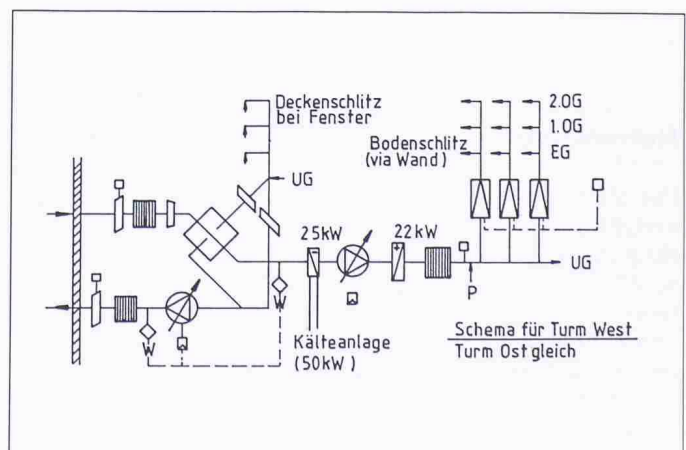 Deckenschlitz
bei Fenster
2.OG
1.OG
Bodenschlitz
(via Wand)
EG
UG
25kW
22kW
UG
P
Kälteanlage
(50kW)
Schema für Turm West
Turm Ost gleich